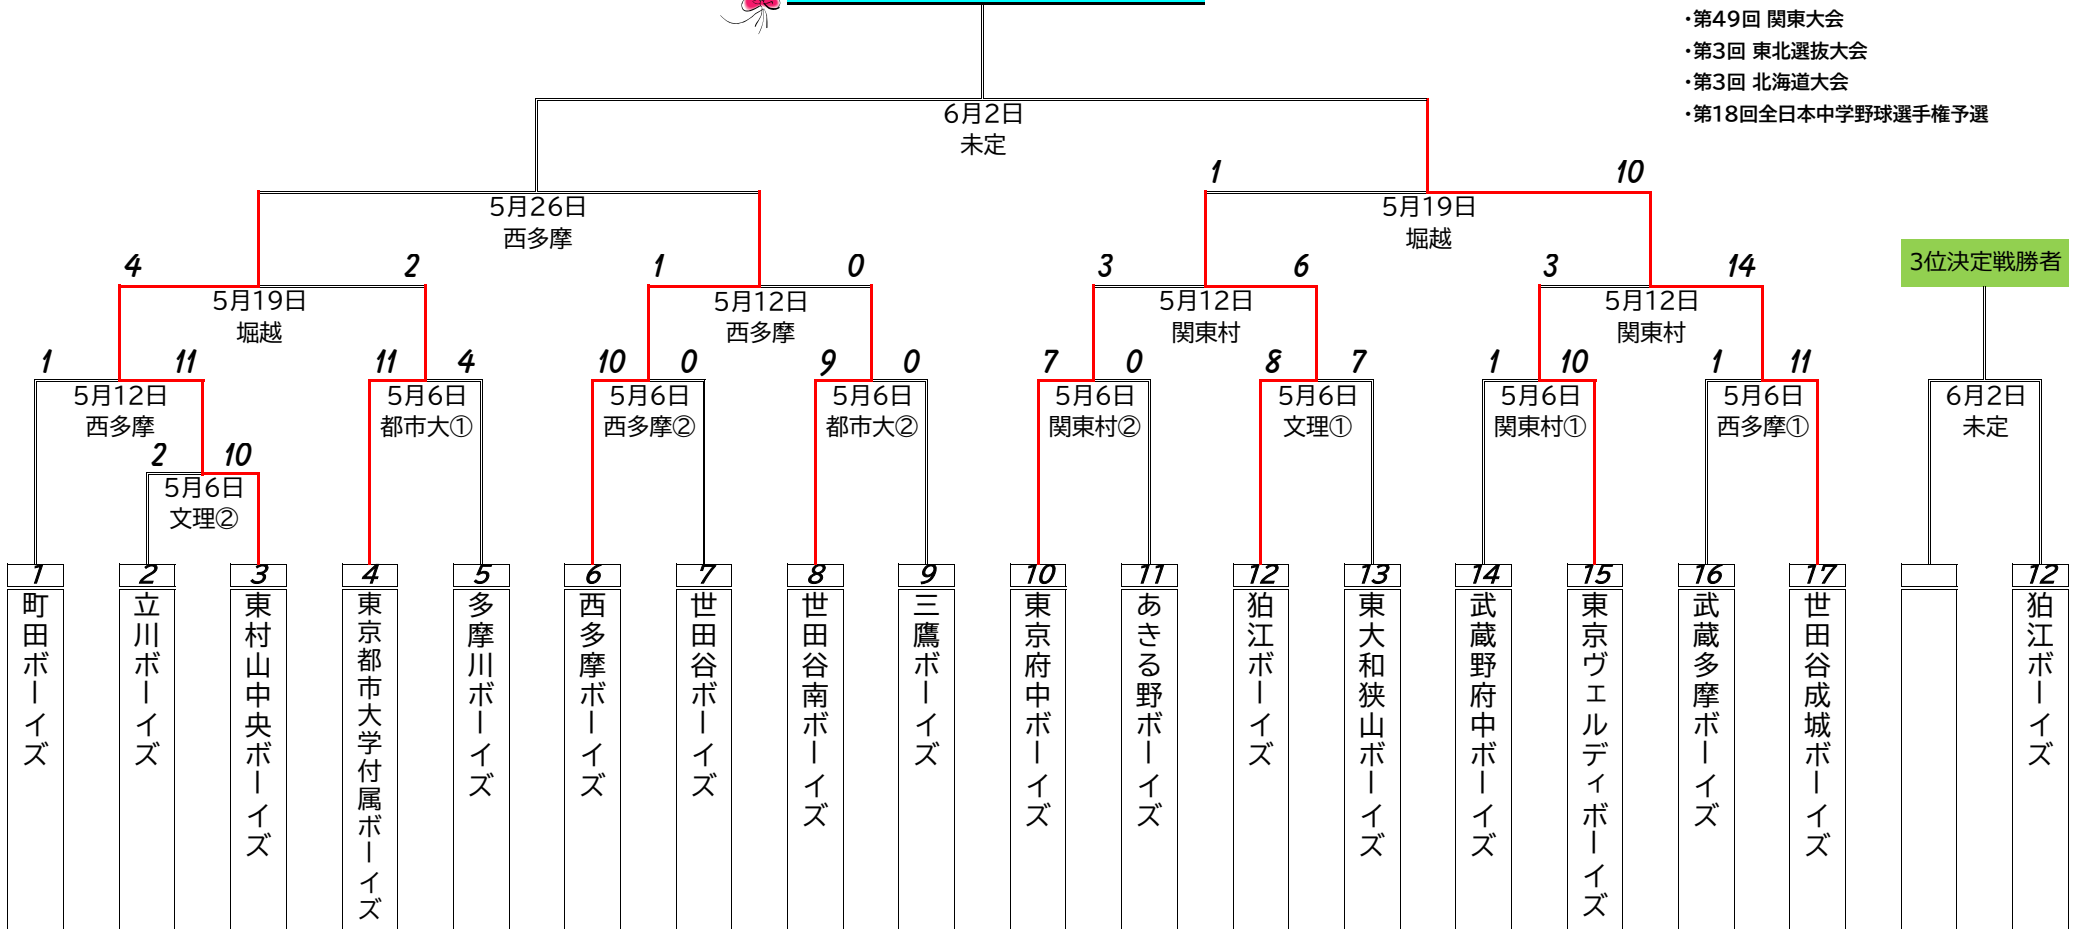 ・第49回 関東大会
・第3回 東北選抜大会
・第3回 北海道大会
・第18回全日本中学野球選手権予選
6月2日
未定
1 10
5月26日
西多摩
5月19日
堀越
3位決定戦勝者
4 2 1 0 3 6 3 14
5月19日
堀越
5月12日
西多摩
5月12日
関東村
5月12日
関東村
1 11 11 4 10 0 9 0 7 0 8 7 1 10 1 11
5月12日
西多摩
5月6日
都市大①
5月6日
西多摩②
5月6日
都市大②
5月6日
関東村②
5月6日
文理①
5月6日
関東村①
5月6日
西多摩①
6月2日
未定
2 10
5月6日
文理②
1
町田ボーイズ
2
立川ボーイズ
3
東村山中央ボーイズ
4
東京都市大学付属ボーイズ
5
多摩川ボーイズ
6
西多摩ボーイズ
7
世田谷ボーイズ
8
世田谷南ボーイズ
9
三鷹ボーイズ
10
東京府中ボーイズ
11
あきる野ボーイズ
12
狛江ボーイズ
13
東大和狭山ボーイズ
14
武蔵野府中ボーイズ
15
東京ヴェルディボーイズ
16
武蔵多摩ボーイズ
17
世田谷成城ボーイズ
12
狛江ボーイズ